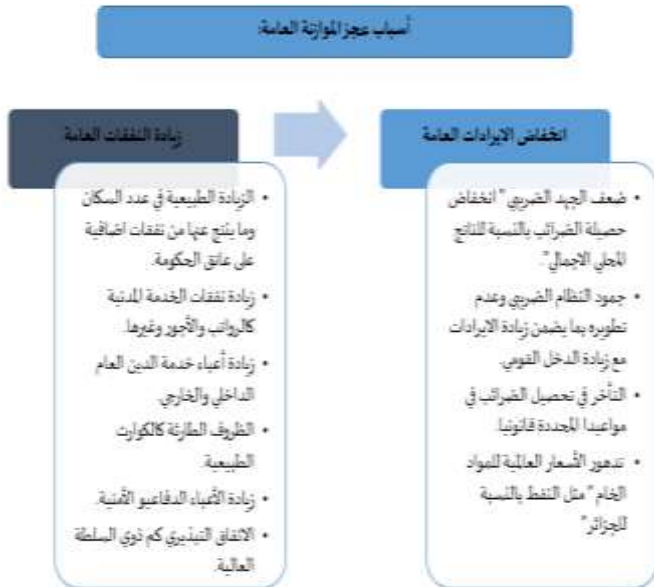 أسباب عجز الموازنة العامة:
انخفاض الايرادات العامة
• ضعف الجهد الضريبي " انخفاض
حصيلة الضرائب بالنسبة للناتج
المحلي الاجمالي".
• جمود النظام الضريبي وعدم
تطويره بما يضمن زيادة الايرادات
مع زيادة الدخل القومي.
• التأخر في تحصيل الضرائب في
مواعيدا المحددة قانونيا.
• تدهور الأسعار العالمية للمواد
الخام " مثل النفط بالنسبة
للجزائر"
زيادة النفقات العامة
• الزيادة الطبيعية في عدد السكان
وما ينتج عنها من نفقات اضافية
على عاتق الحكومة.
• زيادة نفقات الخدمة المدنية
كالرواتب والأجور وغيرها.
• زيادة أعباء خدمة الدين العام
الداخلي والخارجي.
• الظروف الطارئة كالكوارث
الطبيعية.
• زيادة الأعباء الدفاعيو الأمنية.
• الانفاق التبذيري كم ذوي السلطة
العالية.